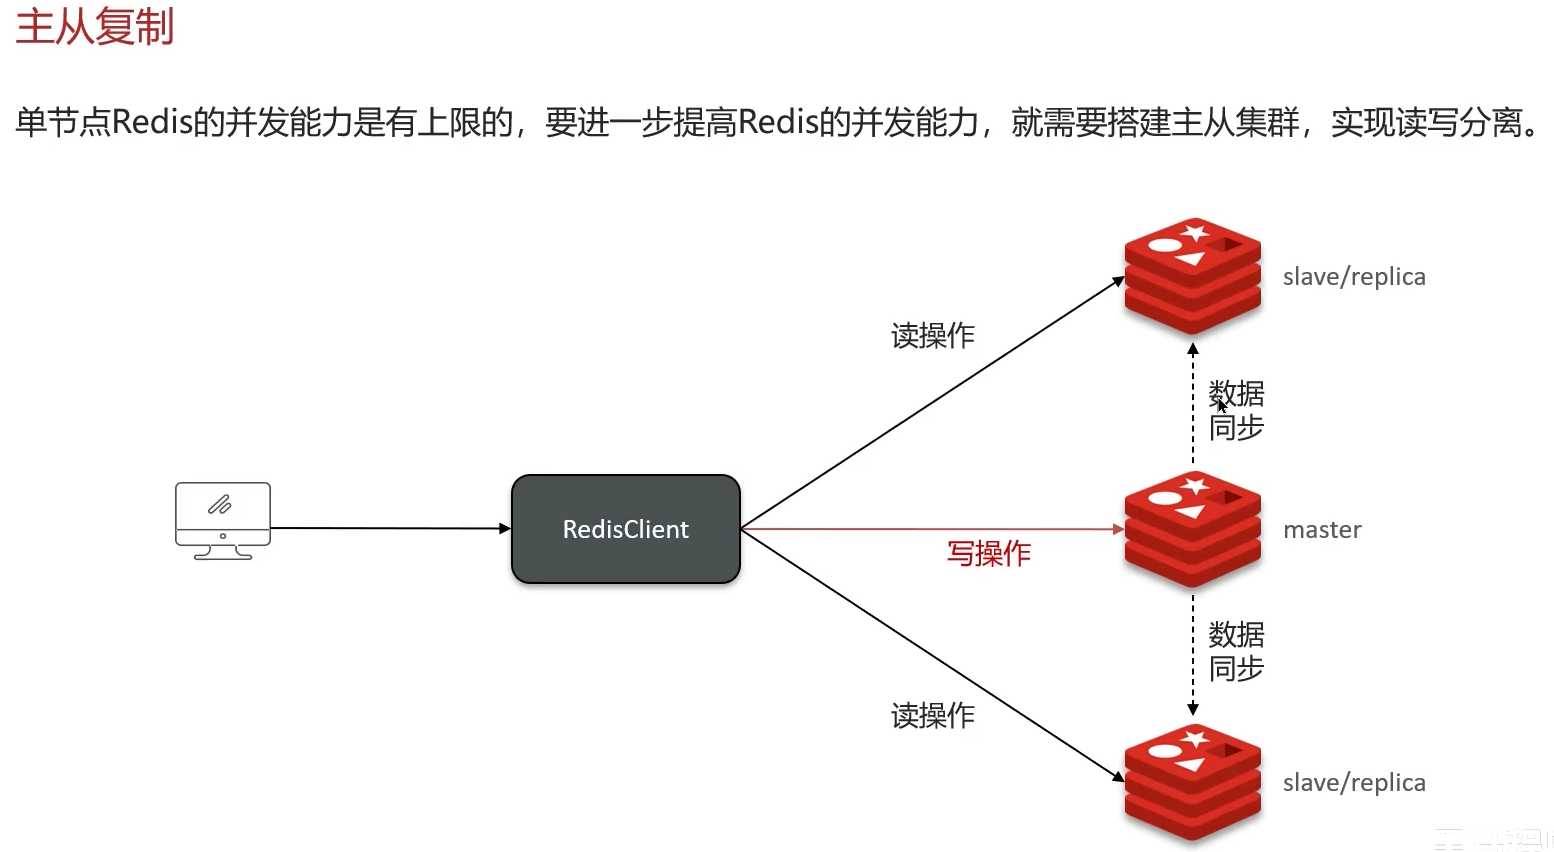 主从复制
单节点Redis的并发能力是有上限的，要进一步提高Redis的并发能力，就需要搭建主从集群，实现读写分离。
slave/replica
读操作
数据
同步
RedisClient
master
写操作
数据
同步
读操作
slave/replica